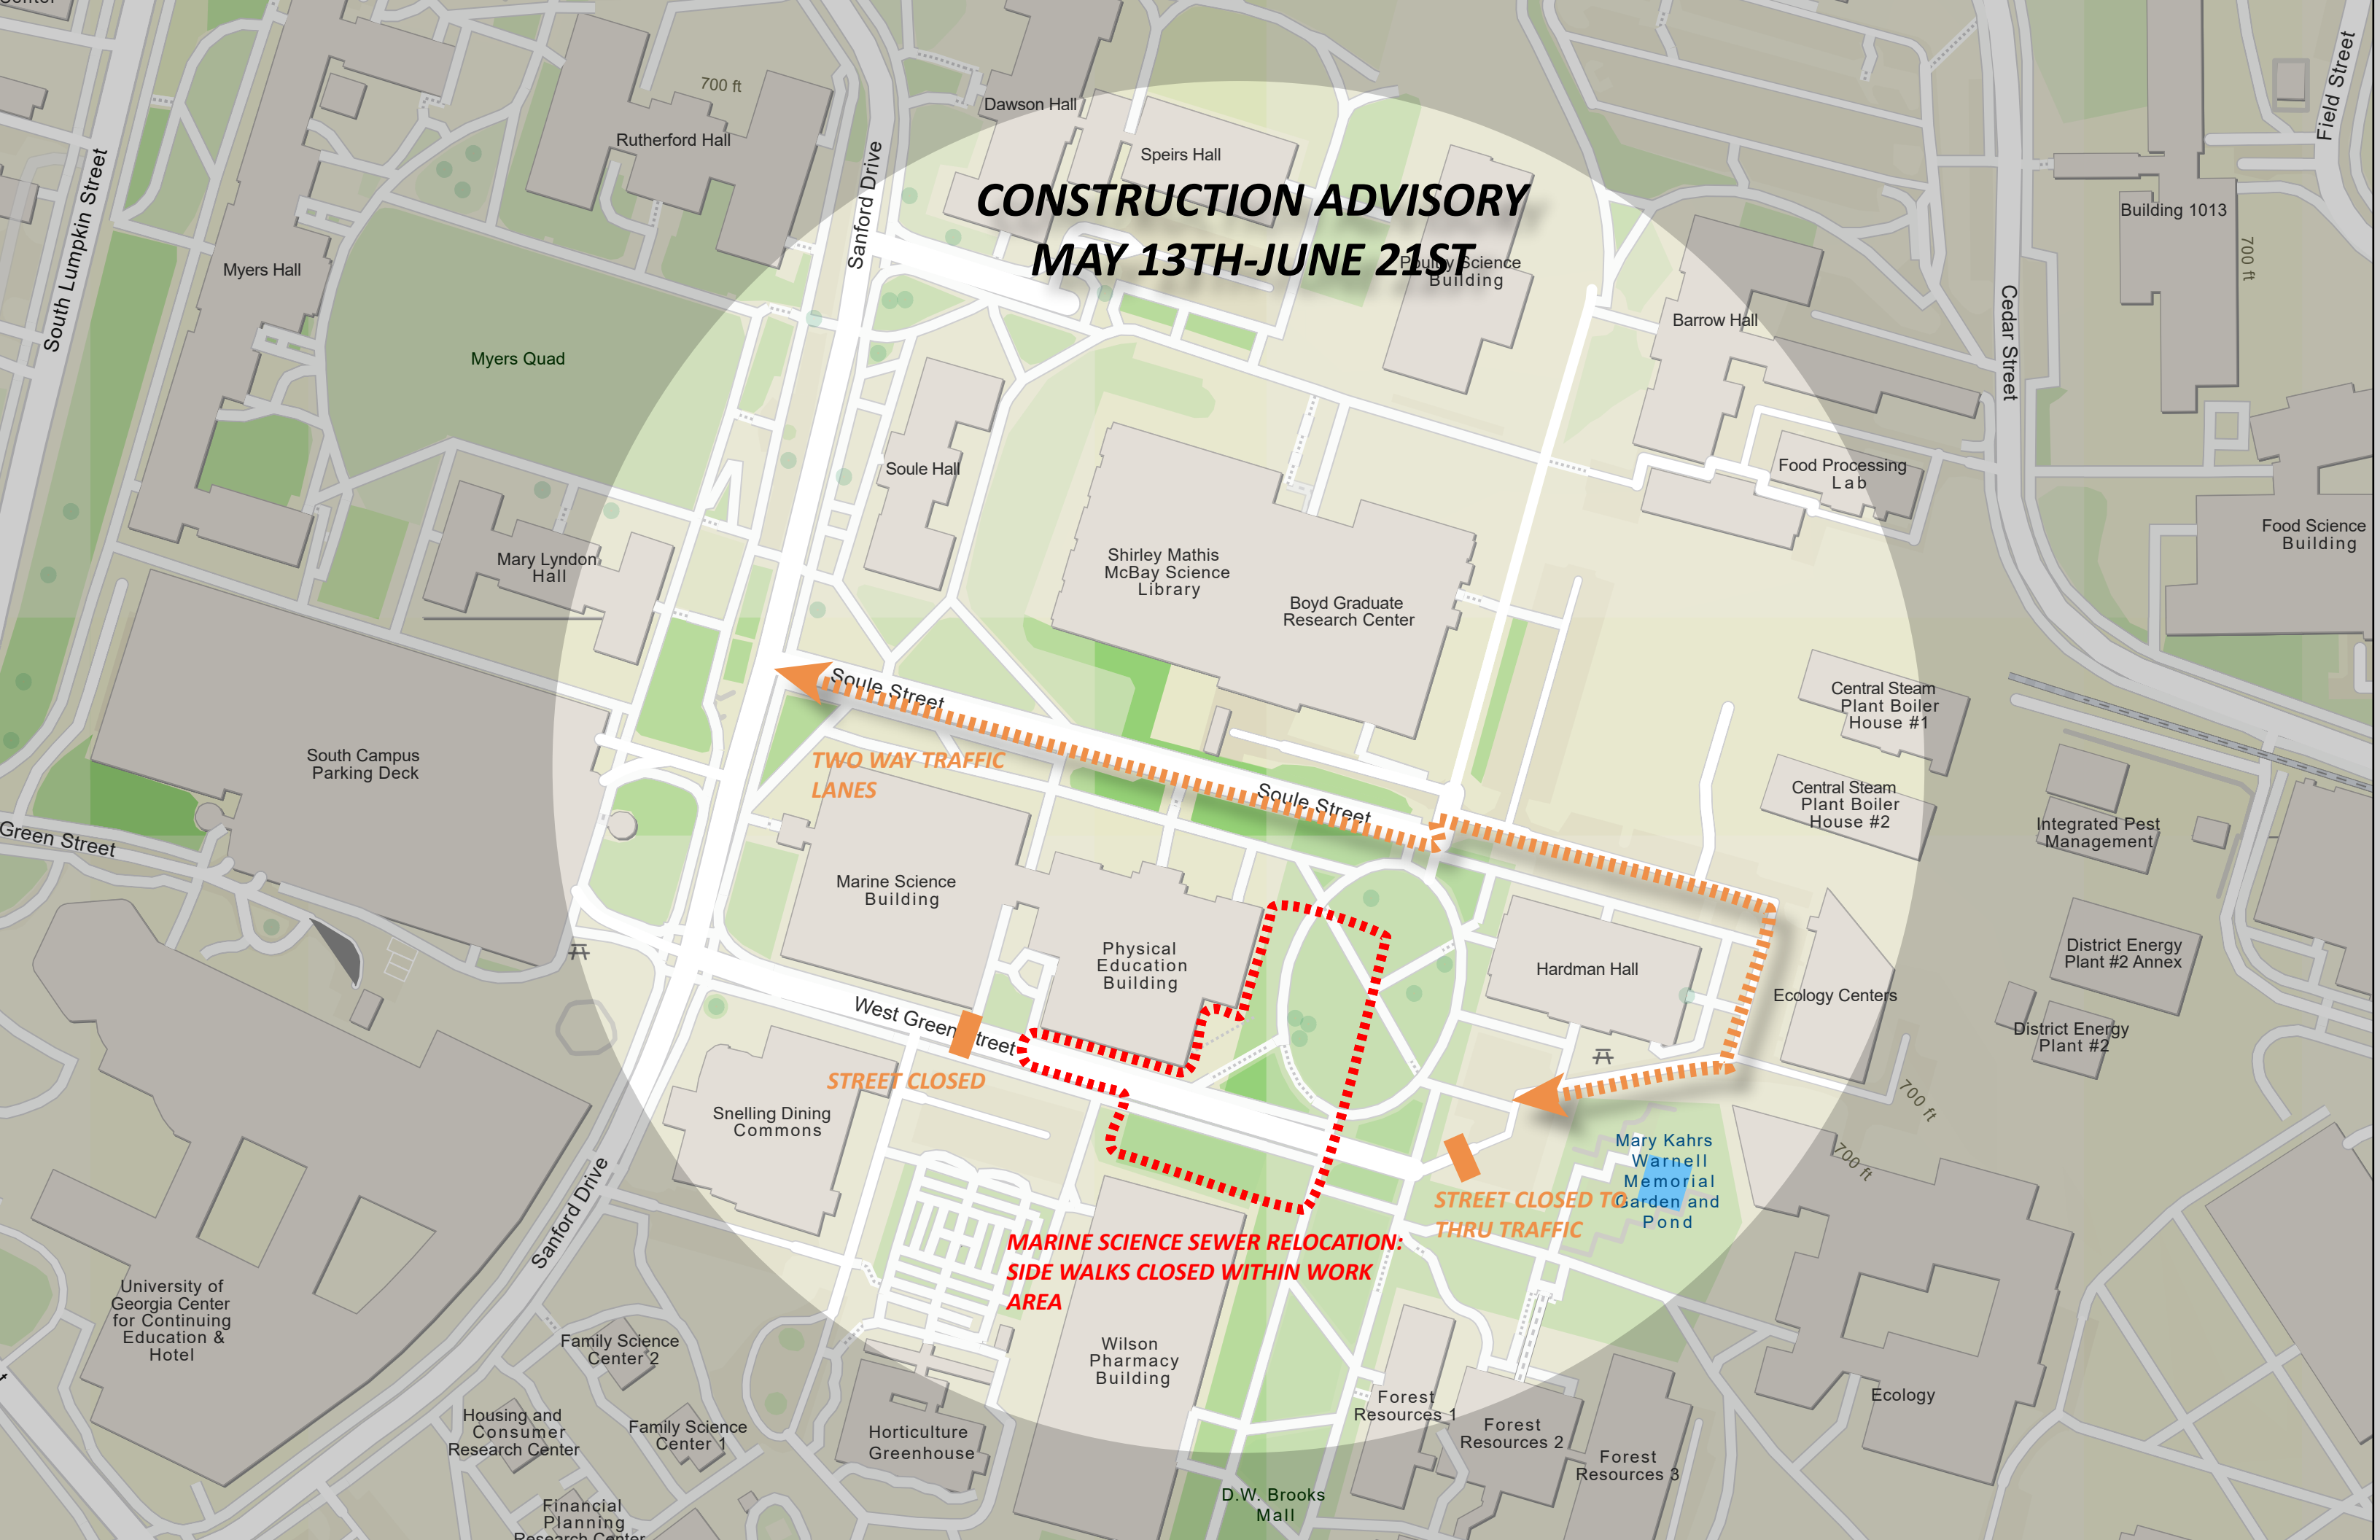 Center
Dawson Hall
Rutherford Hall
700 ft
Speirs Hall
Sanford Drive
South Lumpkin Street
Field Street
CONSTRUCTION ADVISORY
MAY 13TH-JUNE 21ST
Poultry Science
Building
Building 1013
700 ft
Myers Hall
Myers Quad
Barrow Hall
Cedar Street
Soule Hall
Food Processing
Lab
Food Science
Building
Mary Lyndon
Hall
Shirley Mathis
McBay Science
Library
Boyd Graduate
Research Center
Soule Street
Central Steam
Plant Boiler
House #1
TWO WAY TRAFFIC
LANES
South Campus
Parking Deck
Soule Street
Central Steam
Plant Boiler
House #2
Green Street
Integrated Pest
Management
Marine Science
Building
Physical
Education
Building
Hardman Hall
Ecology Centers
District Energy
Plant #2 Annex
West Green Street
District Energy
Plant #2
STREET CLOSED
Snelling Dining
Commons
700 ft
700 ft
Mary Kahrs
Warnell
Memorial
Garden and
Pond
STREET CLOSED TO
THRU TRAFFIC
Sanford Drive
MARINE SCIENCE SEWER RELOCATION:
SIDE WALKS CLOSED WITHIN WORK
AREA
University of
Georgia Center
for Continuing
Education &
Hotel
Family Science
Center 2
Wilson
Pharmacy
Building
Forest
Resources 1
Ecology
Housing and
Consumer
Research Center
Family Science
Center 1
Horticulture
Greenhouse
Forest
Resources 2
Forest
Resources 3
D.W. Brooks
Mall
Financial
Planning
Research Center